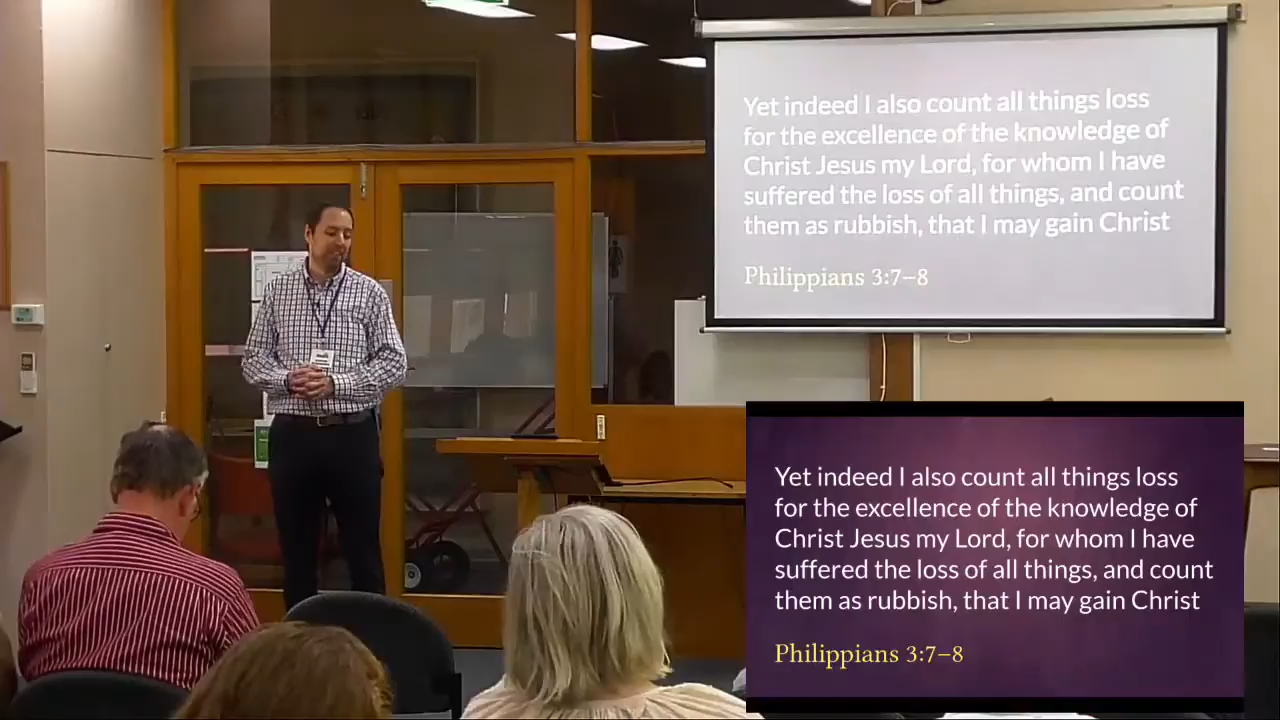 Yet indeed I also count all things loss
for the excellence of the knowledge of
Christ Jesus my Lord, for whom I have
suffered the loss of all things, and count
them as rubbish, that I may gain Christ
Philippians 3:7–8
Yet indeed I also count all things loss
for the excellence of the knowledge of
Christ Jesus my Lord, for whom I have
suffered the loss of all things, and count
them as rubbish, that I may gain Christ
Philippians 3:7–8